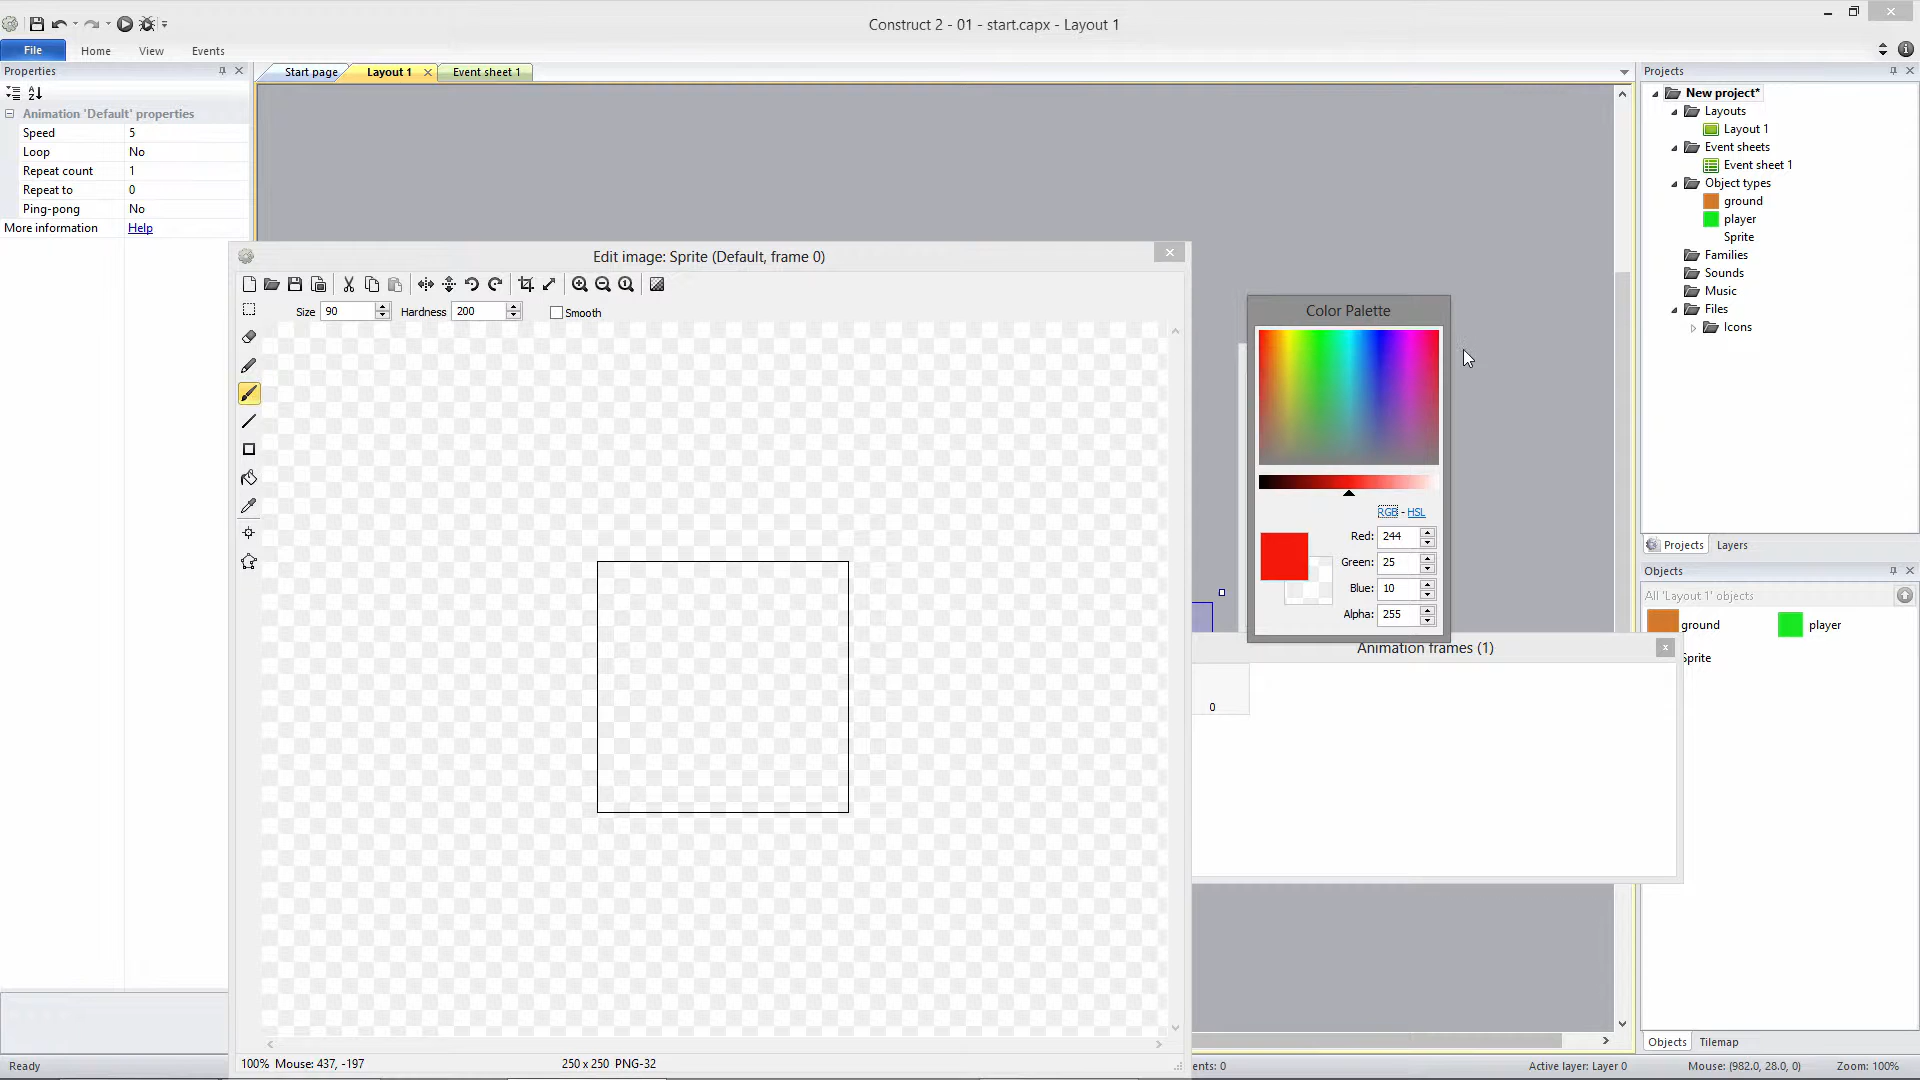 Construct 2 - 01 - start.capx - Layout 1
File Home View Events
Properties
Animation 'Default' properties
Speed 5
Loop No
Repeat count 1
Repeat to 0
Ping-pong No
More information Help
Start page Layout 1 Event sheet 1
Edit image: Sprite (Default, frame 0)
Size 90 Hardness 200 Smooth
100% Mouse: 437, -197 250 x 250 PNG-32
Color Palette
RGB - HSL
Red: 244
Green: 25
Blue: 10
Alpha: 255
Animation frames (1)
0
Projects
New project*
Layouts
Layout 1
Event sheets
Event sheet 1
Object types
ground
player
Sprite
Families
Sounds
Music
Files
Icons
Projects Layers
Objects
All 'Layout 1' objects
ground player
Sprite
Objects Tilemap
Ready ents: 0 Active layer: Layer 0 Mouse: (982.0, 28.0, 0) Zoom: 100%